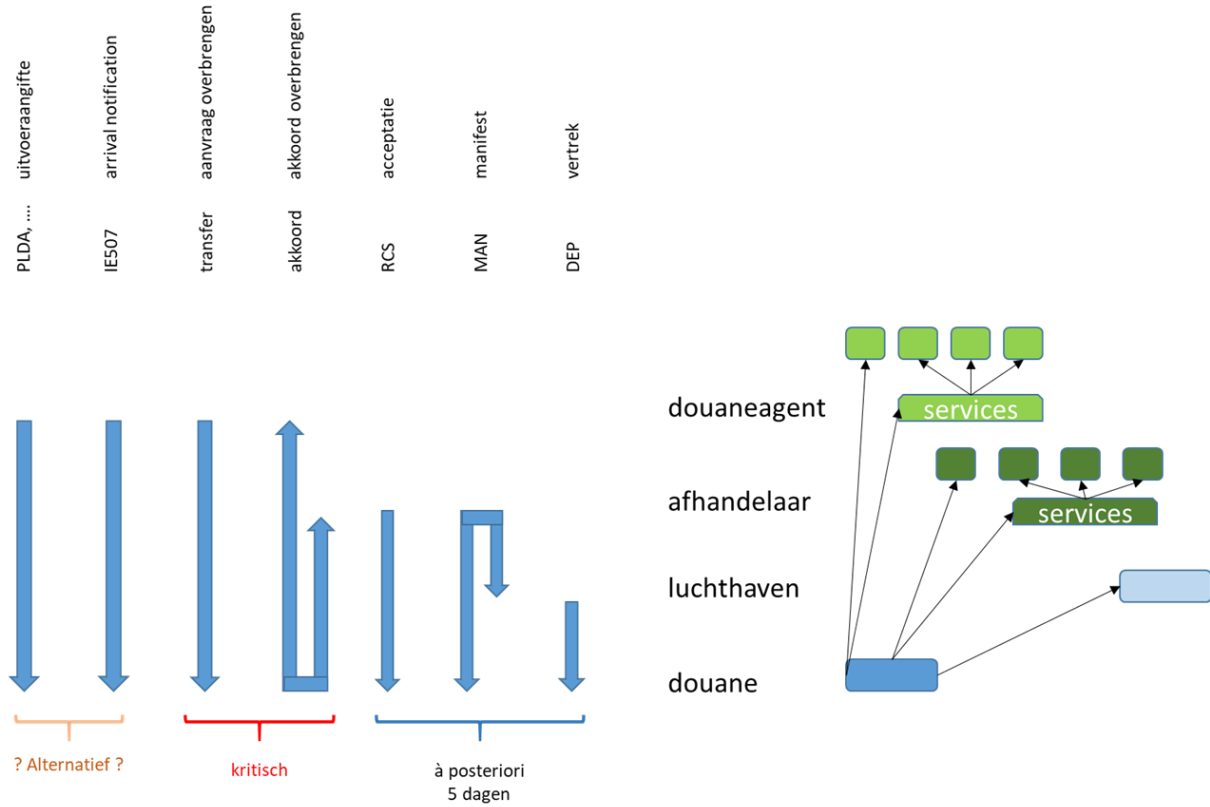 uitvoeraangifte
arrival notification
aanvraag overbrengen
akkoord overbrengen
acceptatie
manifest
vertrek
PLDA, ....
IE507
transfer
akkoord
RCS
MAN
DEP
douaneagent
services
afhandelaar
services
luchthaven
douane
? Alternatief ?
kritisch
à posteriori
5 dagen